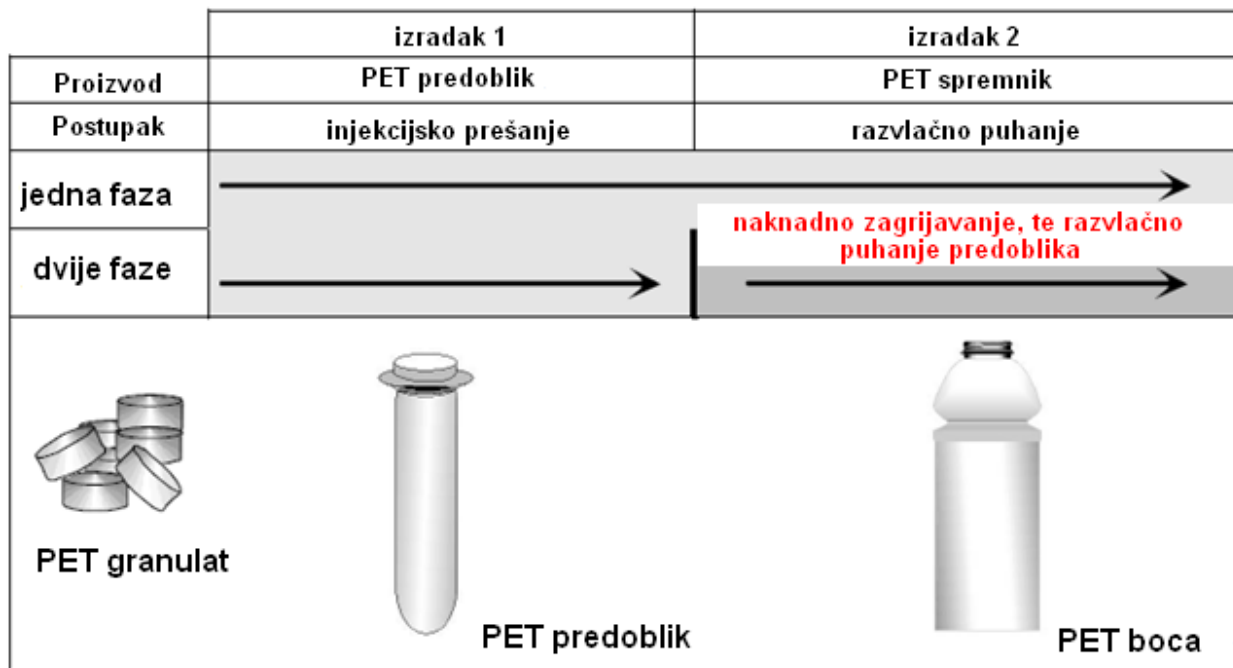 izradak 1
izradak 2
Proizvod
PET predoblik
PET spremnik
Postupak
injekcijsko prešanje
razvlačno puhanje
jedna faza
naknadno zagrijavanje, te razvlačno
puhanje predoblika
dvije faze
PET granulat
PET predoblik
PET boca